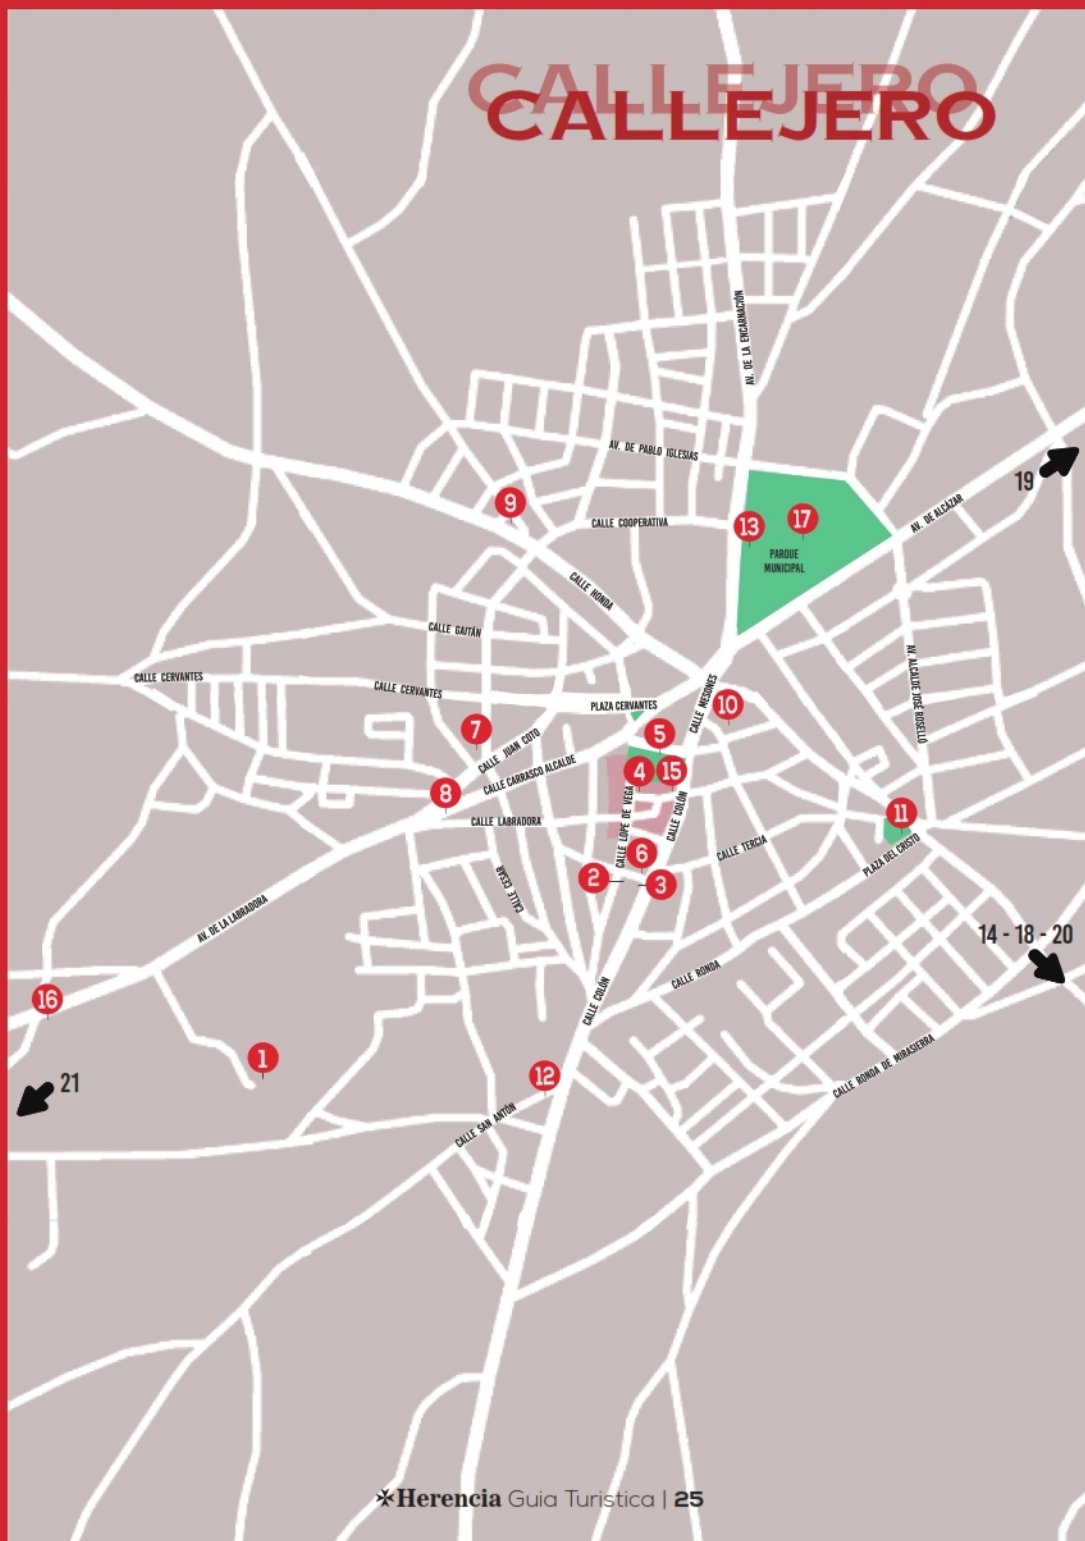 CALLEJERO
CALLEJERO
AV. DE LA ENCARNACIÓN
AV. DE PABLO IGLESIAS
19
9
CALLE COOPERATIVA
13
17
AV. DE ALCÁZAR
PARQUE
MUNICIPAL
CALLE HONDA
CALLE GAITÁN
CALLE CERVANTES
CALLE CERVANTES
PLAZA CERVANTES
CALLE MESONES
AV. ALCALDE JOSÉ ROSELLÓ
10
7
5
CALLE JUAN COTO
CALLE CARRASCO ALCALDE
4
15
8
CALLE LABRADORA
CALLE LOPE DE VEGA
CALLE COLÓN
11
CALLE TERCIA
PLAZA DEL CRISTO
6
2
3
CALLE CESAR
AV. DE LA LABRADORA
14 - 18 - 20
CALLE RONDA
CALLE COLÓN
16
1
12
CALLE RONDA DE MIRASIERRA
21
CALLE SAN ANTÓN
Herencia Guia Turistica | 25